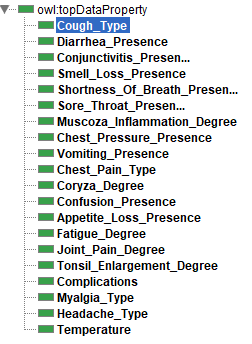 owl:topDataProperty
Cough_Type
Diarrhea_Presence
Conjunctivitis_Presen...
Smell_Loss_Presence
Shortness_Of_Breath_Presen...
Sore_Throat_Presen...
Muscoza_Inflammation_Degree
Chest_Pressure_Presence
Vomiting_Presence
Chest_Pain_Type
Coryza_Degree
Confusion_Presence
Appetite_Loss_Presence
Fatigue_Degree
Joint_Pain_Degree
Tonsil_Enlargement_Degree
Complications
Myalgia_Type
Headache_Type
Temperature